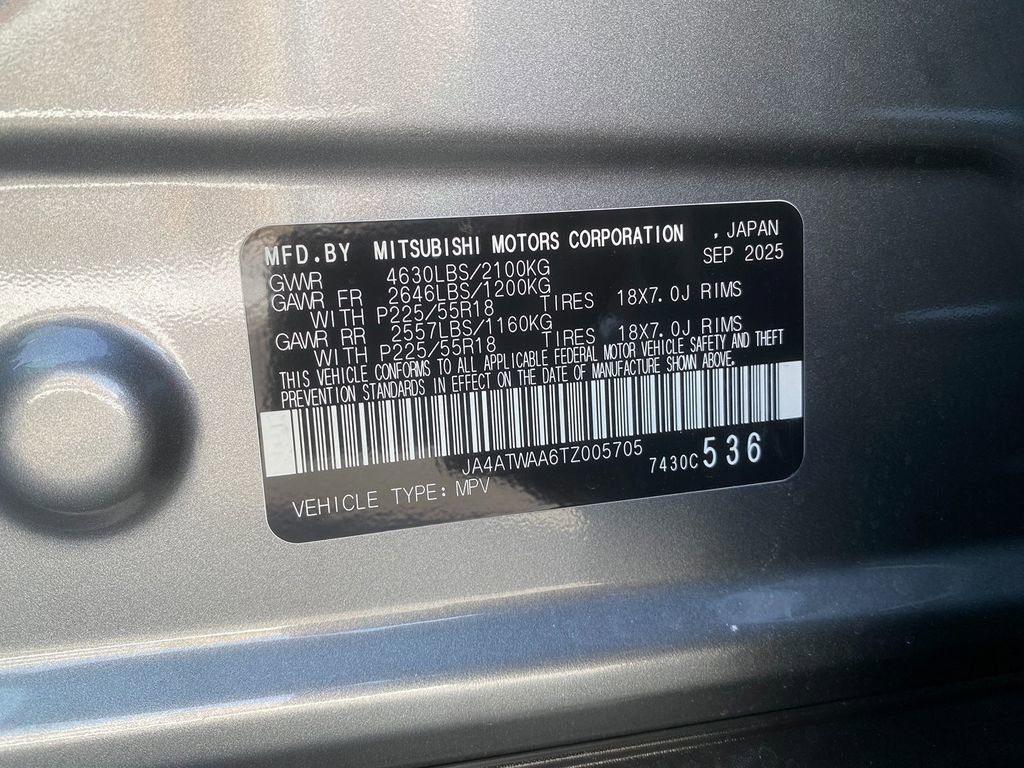 MFD.BY MITSUBISHI MOTORS CORPORATION , JAPAN
SEP 2025
GVWR 4630LBS/2100KG
GAWR FR 2646LBS/1200KG
WITH P225/55R18 TIRES 18X7.0J RIMS
GAWR RR 2557LBS/1160KG
WITH P225/55R18 TIRES 18X7.0J RIMS
THIS VEHICLE CONFORMS TO ALL APPLICABLE FEDERAL MOTOR VEHICLE SAFETY AND THEFT
PREVENTION STANDARDS IN EFFECT ON THE DATE OF MANUFACTURE SHOWN ABOVE.
JA4ATWAA6TZ005705 7430C 536
VEHICLE TYPE: MPV